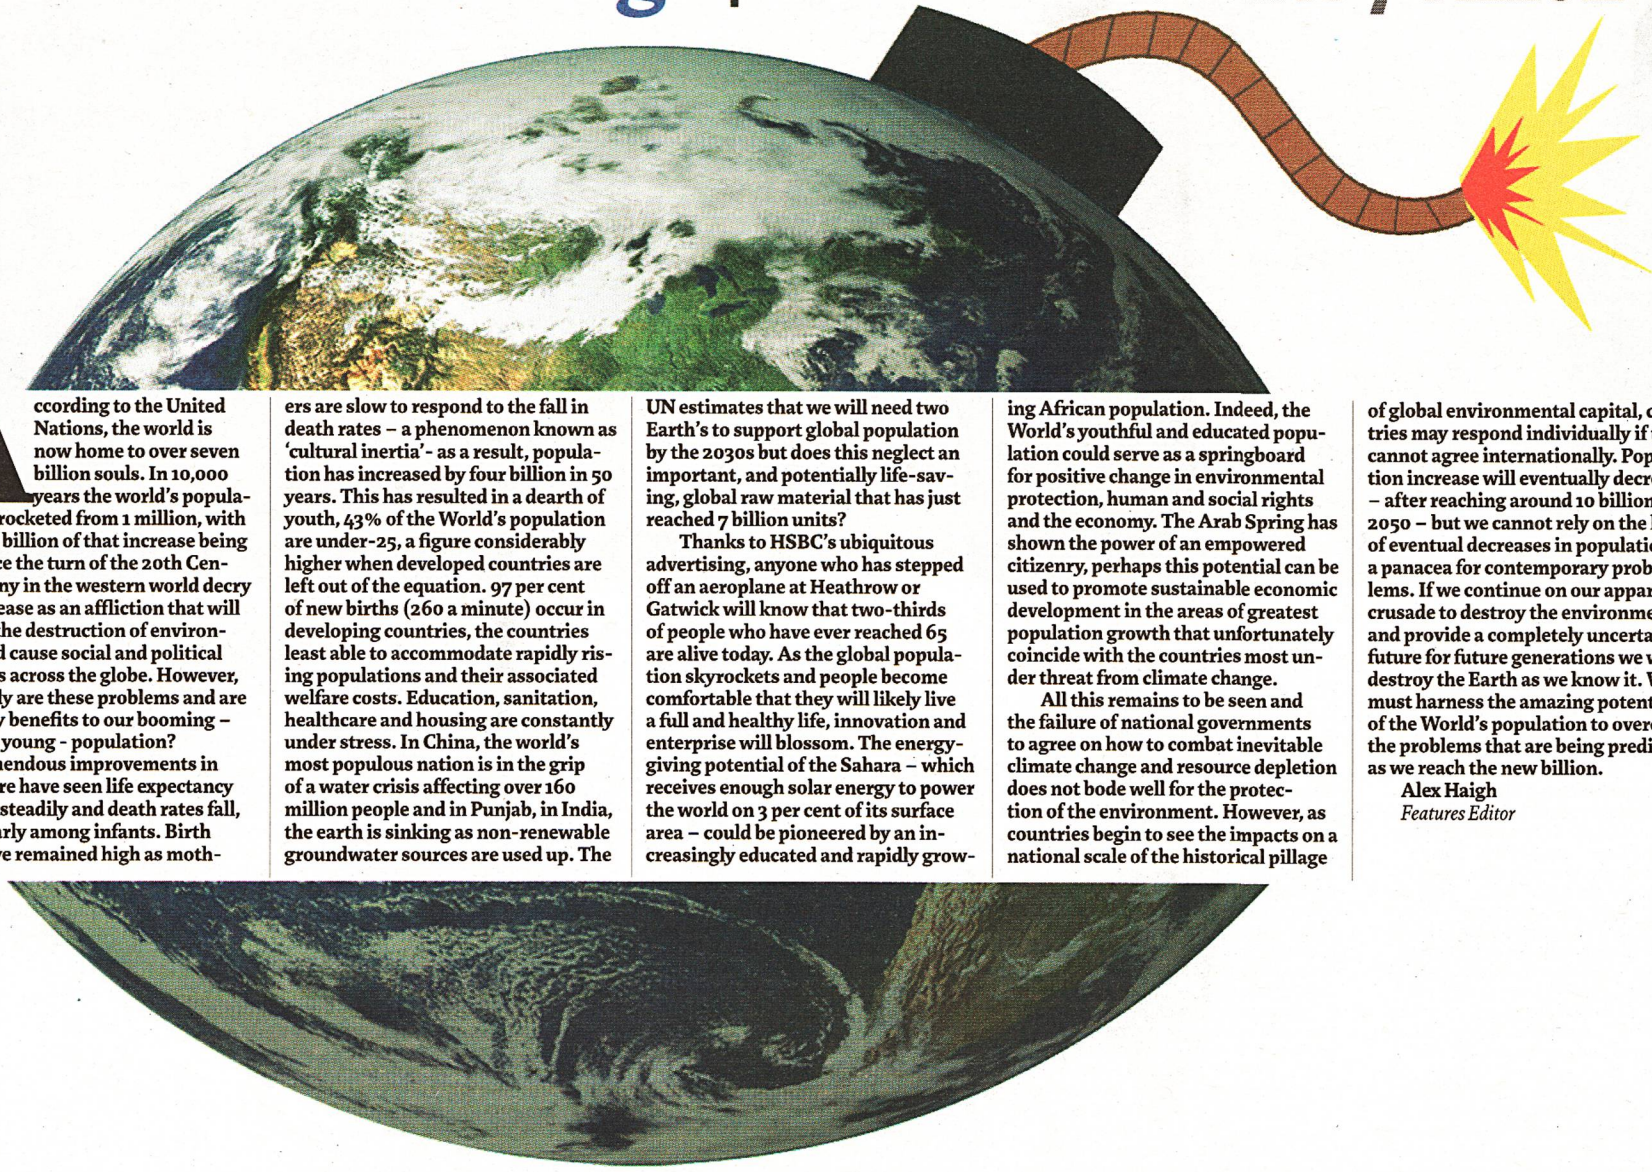 g
A
ccording to the United
Nations, the world is
now home to over seven
billion souls. In 10,000
years the world's popula-
rocketed from 1 million, with
billion of that increase being
ce the turn of the 20th Cen-
ny in the western world decry
ease as an affliction that will
he destruction of environ-
d cause social and political
s across the globe. However,
ly are these problems and are
y benefits to our booming –
young - population?
mendous improvements in
re have seen life expectancy
steadily and death rates fall,
arly among infants. Birth
ve remained high as moth-
ers are slow to respond to the fall in
death rates – a phenomenon known as
'cultural inertia'- as a result, popula-
tion has increased by four billion in 50
years. This has resulted in a dearth of
youth, 43% of the World's population
are under-25, a figure considerably
higher when developed countries are
left out of the equation. 97 per cent
of new births (260 a minute) occur in
developing countries, the countries
least able to accommodate rapidly ris-
ing populations and their associated
welfare costs. Education, sanitation,
healthcare and housing are constantly
under stress. In China, the world's
most populous nation is in the grip
of a water crisis affecting over 160
million people and in Punjab, in India,
the earth is sinking as non-renewable
groundwater sources are used up. The
UN estimates that we will need two
Earth's to support global population
by the 2030s but does this neglect an
important, and potentially life-sav-
ing, global raw material that has just
reached 7 billion units?
Thanks to HSBC's ubiquitous
advertising, anyone who has stepped
off an aeroplane at Heathrow or
Gatwick will know that two-thirds
of people who have ever reached 65
are alive today. As the global popula-
tion skyrockets and people become
comfortable that they will likely live
a full and healthy life, innovation and
enterprise will blossom. The energy-
giving potential of the Sahara – which
receives enough solar energy to power
the world on 3 per cent of its surface
area – could be pioneered by an in-
creasingly educated and rapidly grow-
ing African population. Indeed, the
World's youthful and educated popu-
lation could serve as a springboard
for positive change in environmental
protection, human and social rights
and the economy. The Arab Spring has
shown the power of an empowered
citizenry, perhaps this potential can be
used to promote sustainable economic
development in the areas of greatest
population growth that unfortunately
coincide with the countries most un-
der threat from climate change.
All this remains to be seen and
the failure of national governments
to agree on how to combat inevitable
climate change and resource depletion
does not bode well for the protec-
tion of the environment. However, as
countries begin to see the impacts on a
national scale of the historical pillage
of global environmental capital, c
tries may respond individually if
cannot agree internationally. Pop
tion increase will eventually decr
– after reaching around 10 billion
2050 – but we cannot rely on the
of eventual decreases in populati
a panacea for contemporary prob
lems. If we continue on our appar
crusade to destroy the environme
and provide a completely uncerta
future for future generations we
destroy the Earth as we know it.
must harness the amazing potent
of the World's population to over
the problems that are being predi
as we reach the new billion.
Alex Haigh
Features Editor